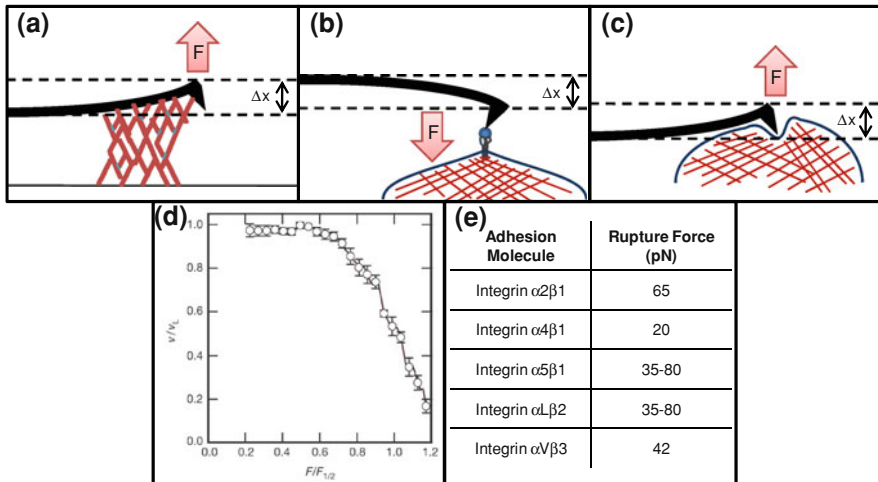 (a)
F
Δx
(b)
F
Δx
(c)
F
Δx
(d)
1.0
0.8
0.6
0.4
0.2
0.0
v/vL
0.0 0.2 0.4 0.6 0.8 1.0 1.2
F/F1/2
(e)
Adhesion Molecule
Rupture Force (pN)
Integrin α2β1 65
Integrin α4β1 20
Integrin α5β1 35-80
Integrin αLβ2 35-80
Integrin αVβ3 42